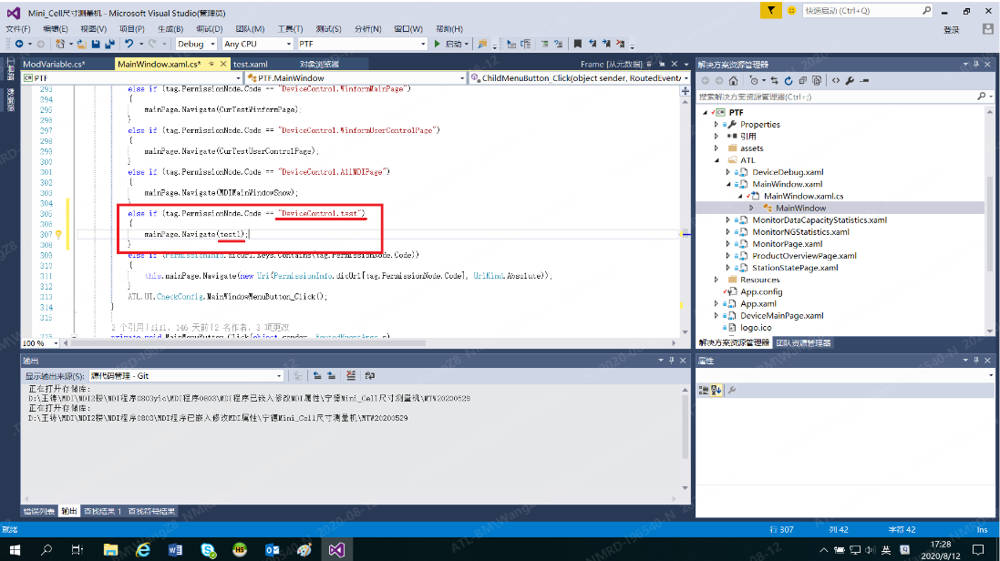 Mini_Cell尺寸测量机 - Microsoft Visual Studio(管理员)
快速启动 (Ctrl+Q)
文件(F) 编辑(E) 视图(V) 项目(P) 生成(B) 调试(D) 团队(M) 工具(T) 测试(S) 分析(N) 窗口(W) 帮助(H)
登录
Debug Any CPU PTF 启动
工具箱
数据源
ModVariable.cs* MainWindow.xaml.cs* test.xaml 对象浏览器 Frame [从元数据]
PTF PTF.MainWindow ChildMenuButton_Click(object sender, RoutedEventA
293 else if (tag.PermissionNode.Code == "DeviceControl.WinformMainPage")
294 {
295 mainPage.Navigate(CurTestWinformPage);
296 }
297 else if (tag.PermissionNode.Code == "DeviceControl.WinformUserControlPage")
298 {
299 mainPage.Navigate(CurTestUserControlPage);
300 }
301 else if (tag.PermissionNode.Code == "DeviceControl.AllMDIPage")
302 {
303 mainPage.Navigate(MDIMainWindowShow);
304 }
305 else if (tag.PermissionNode.Code == "DeviceControl.test")
306 {
307 mainPage.Navigate(test1);
308 }
309 else if (PermissionInfo.dicUrl.Keys.Contains(tag.PermissionNode.Code))
310 {
311 this.mainPage.Navigate(new Uri(PermissionInfo.dicUrl[tag.PermissionNode.Code], UriKind.Absolute));
312 }
313 ATL.UI.CheckConfig.MainWindowMenuButton_Click();
314 }
315
2 个引用|fifi, 146 天前|2 名作者, 3 项更改
316 private void MainMenuButton_Click(object sender, RoutedEventArgs e)
100 %
解决方案资源管理器
搜索解决方案资源管理器(Ctrl+;)
PTF
Properties
引用
assets
ATL
DeviceDebug.xaml
MainWindow.xaml
MainWindow.xaml.cs
MainWindow
MonitorDataCapacityStatistics.xaml
MonitorNGStatistics.xaml
MonitorPage.xaml
ProductOverviewPage.xaml
StationStatePage.xaml
Resources
App.config
App.xaml
DeviceMainPage.xaml
logo.ico
解决方案资源管理器 团队资源管理器
输出
显示输出来源(S): 源代码管理 - Git
正在打开存储库:
D:\王铸\MDI\MDI2楼\MDI程序0803yic\MDI程序0803\MDI程序已嵌入修改MDI属性\宁德Mini_Cell尺寸测量机\MTW20200529
正在打开存储库:
D:\王铸\MDI\MDI2楼\MDI程序0803\MDI程序已嵌入修改MDI属性\宁德Mini_Cell尺寸测量机\MTW20200529
属性
错误列表 输出 查找结果 1 查找符号结果
就绪 行 307 列 42 字符 42 Ins
英
17:28
2020/8/12